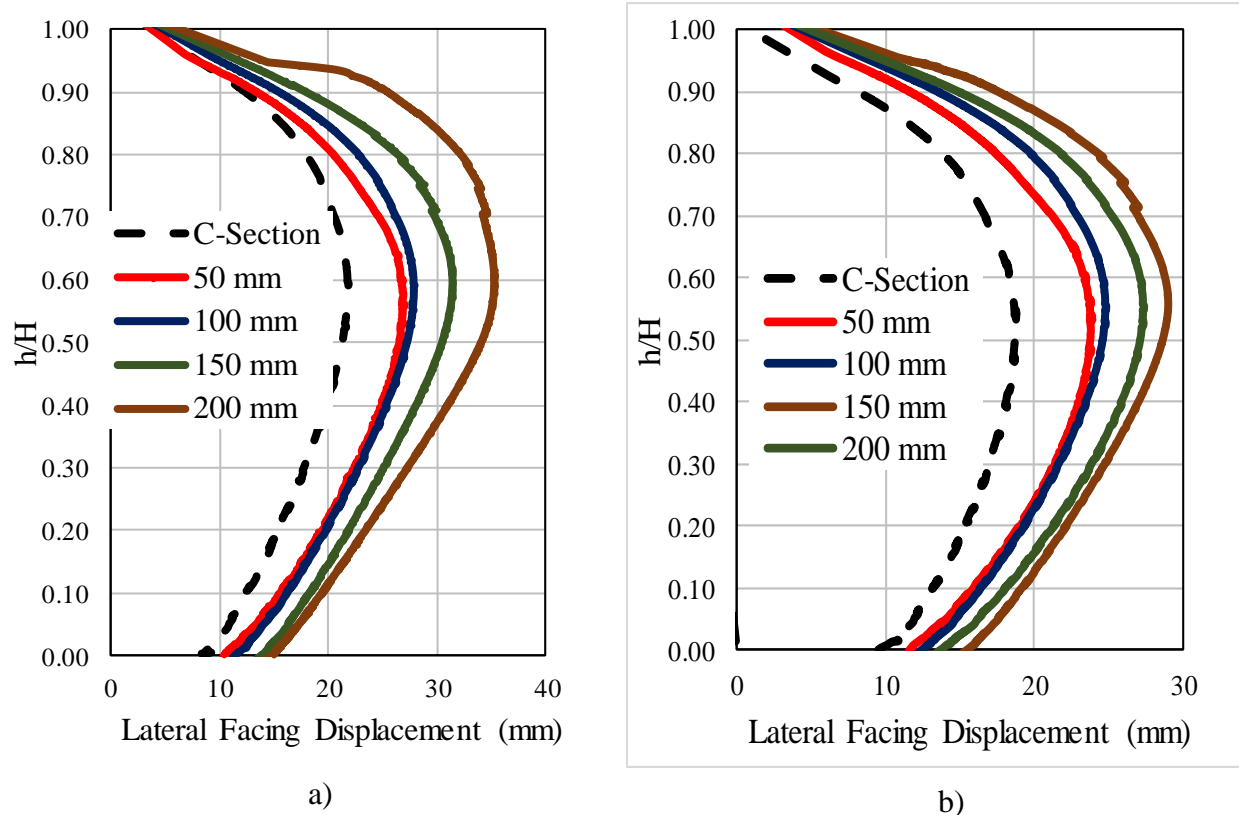 1.00
0.90
0.80
0.70
0.60
0.50
0.40
0.30
0.20
0.10
0.00
h/H
C-Section
50 mm
100 mm
150 mm
200 mm
0 10 20 30 40
Lateral Facing Displacement (mm)
a)
1.00
0.90
0.80
0.70
0.60
0.50
0.40
0.30
0.20
0.10
0.00
h/H
C-Section
50 mm
100 mm
150 mm
200 mm
0 10 20 30
Lateral Facing Displacement (mm)
b)